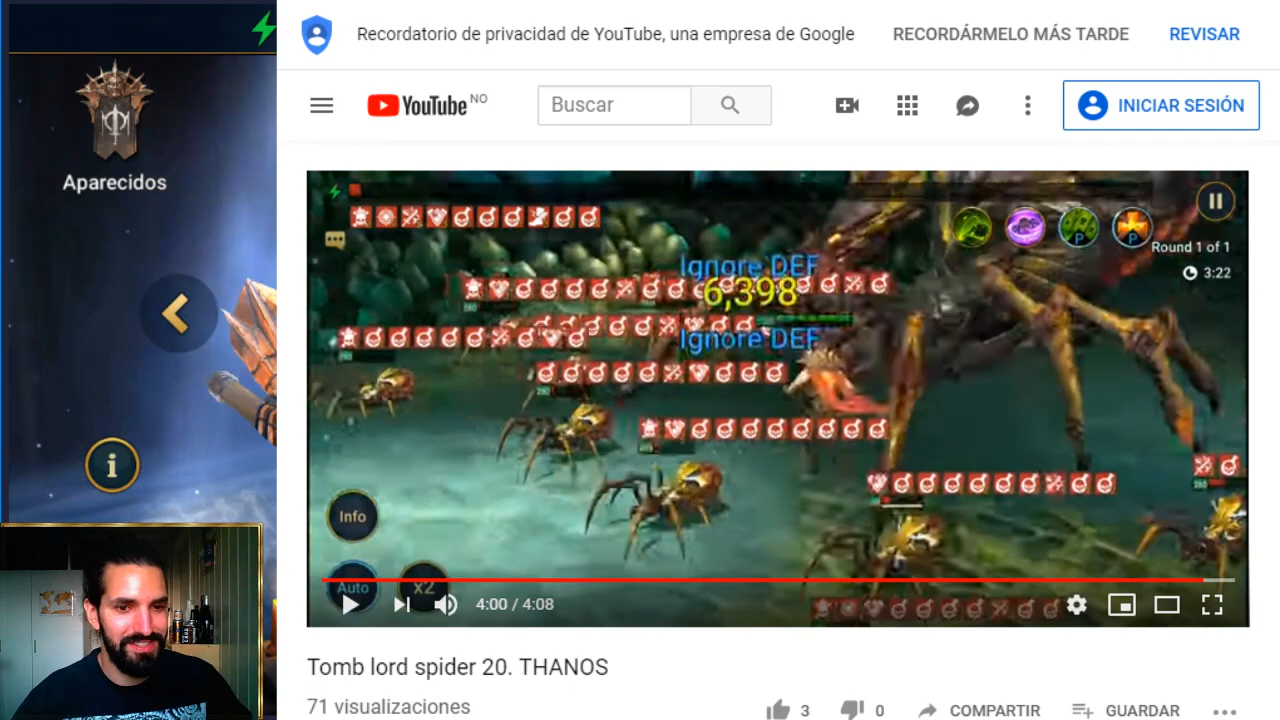 Recordatorio de privacidad de YouTube, una empresa de Google
RECORDÁRMELO MÁS TARDE
REVISAR
YouTube NO
Buscar
INICIAR SESIÓN
Aparecidos
Round 1 of 1
3:22
Ignore DEF
6,398
Ignore DEF
Info
Auto
x2
4:00 / 4:08
Tomb lord spider 20. THANOS
71 visualizaciones
3
0
COMPARTIR
GUARDAR